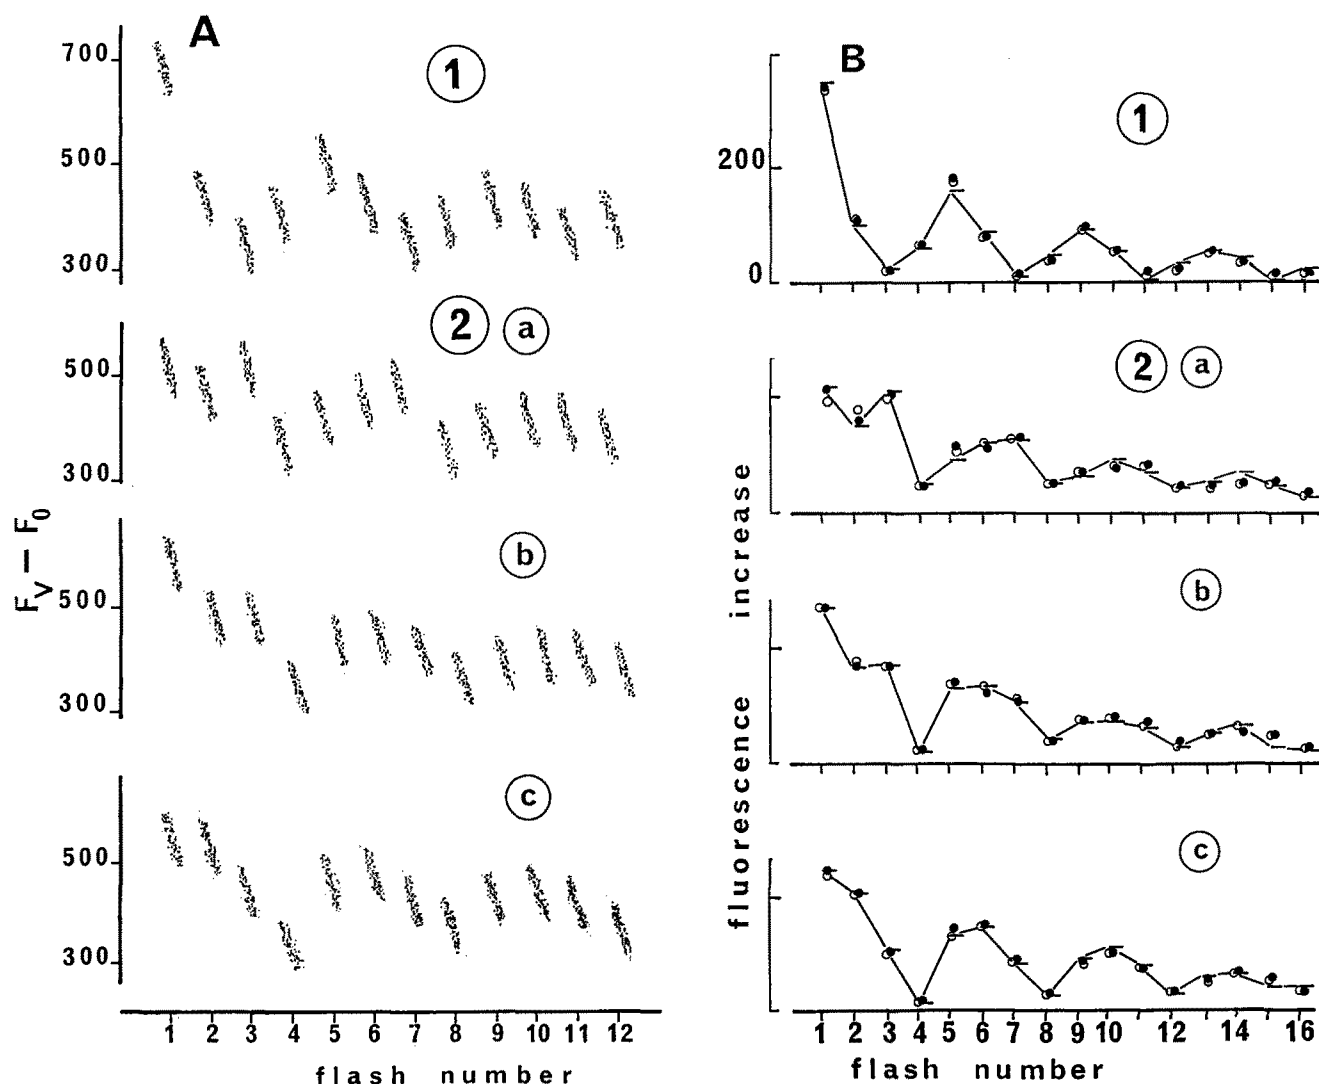 A
700
500
300
1
500
300
2 a
500
300
b
500
300
c
F_V — F_0
1 2 3 4 5 6 7 8 9 10 11 12
flash number
B
200
0
1
2 a
b
c
fluorescence increase
1 2 3 4 5 6 7 8 9 10 12 14 16
flash number